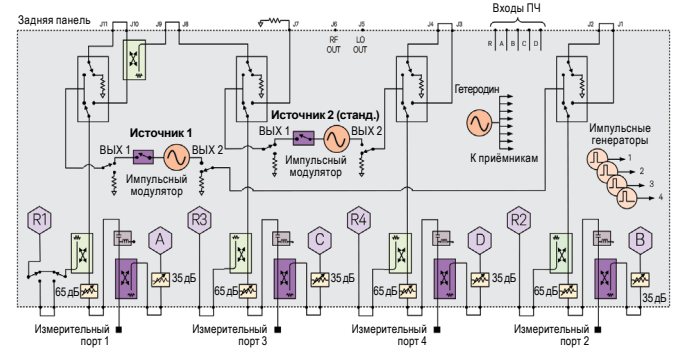 Входы ПЧ
Задняя панель
J11 J10 J9 J8 J7 J6 J5 J4 J3 J2 J1
RF OUT
LO OUT
R A B C D
Гетеродин
К приёмникам
Источник 1
ВЫХ 1
ВЫХ 2
Импульсный
модулятор
Источник 2 (станд.)
ВЫХ 1
ВЫХ 2
Импульсный
модулятор
Импульсные
генераторы
1
2
3
4
R1
A
R3
C
R4
D
R2
B
65 дБ
35 дБ
65 дБ
35 дБ
65 дБ
35 дБ
65 дБ
35 дБ
Измерительный
порт 1
Измерительный
порт 3
Измерительный
порт 4
Измерительный
порт 2